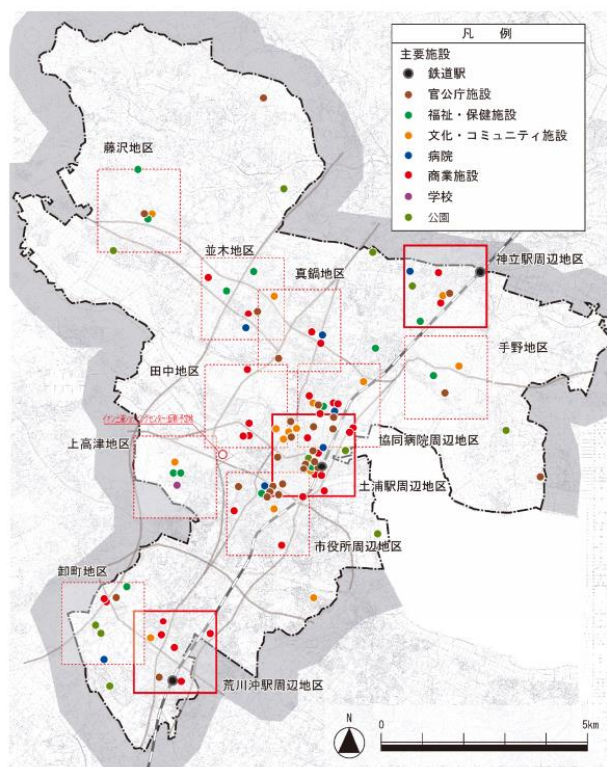 凡例
主要施設
鉄道駅
官公庁施設
福祉・保健施設
文化・コミュニティ施設
病院
商業施設
学校
公園
藤沢地区
並木地区
真鍋地区
神立駅周辺地区
手野地区
田中地区
上高津地区
協同病院周辺地区
土浦駅周辺地区
市役所周辺地区
卸町地区
荒川沖駅周辺地区
N
0 5km